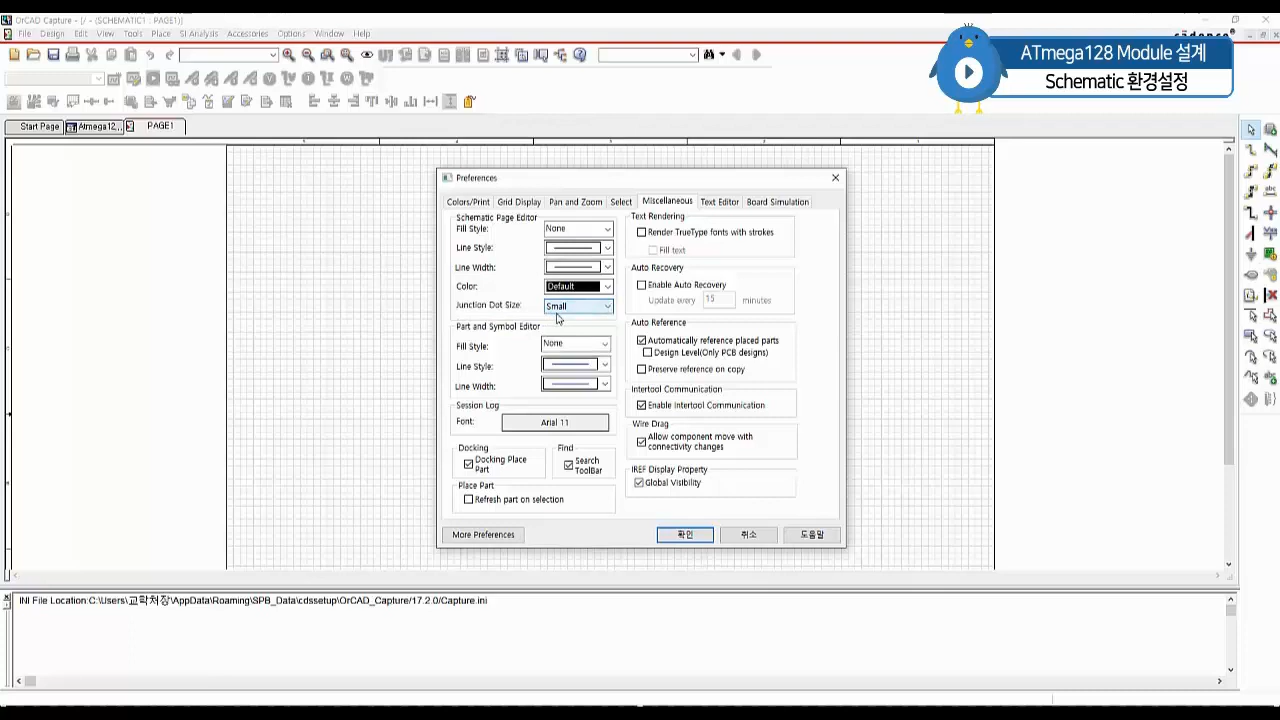 OrCAD Capture - [/ - (SCHEMATIC1 : PAGE1)]
File Design Edit View Tools Place SI Analysis Accessories Options Window Help
cadence
ATmega128 Module 설계
Schematic 환경설정
Start Page
Atmega12...
PAGE1
Preferences
Colors/Print Grid Display Pan and Zoom Select Miscellaneous Text Editor Board Simulation
Schematic Page Editor
Fill Style: None
Line Style:
Line Width:
Color: Default
Junction Dot Size: Small
Part and Symbol Editor
Fill Style: None
Line Style:
Line Width:
Session Log
Font: Arial 11
Docking
Docking Place
Part
Find
Search
ToolBar
Place Part
Refresh part on selection
Text Rendering
Render TrueType fonts with strokes
Fill text
Auto Recovery
Enable Auto Recovery
Update every 15 minutes
Auto Reference
Automatically reference placed parts
Design Level(Only PCB designs)
Preserve reference on copy
Intertool Communication
Enable Intertool Communication
Wire Drag
Allow component move with
connectivity changes
IREF Display Property
Global Visibility
More Preferences 확인 취소 도움말
INI File Location:C:\Users\교학처장\AppData\Roaming\SPB_Data\cdssetup\OrCAD_Capture/17.2.0/Capture.ini